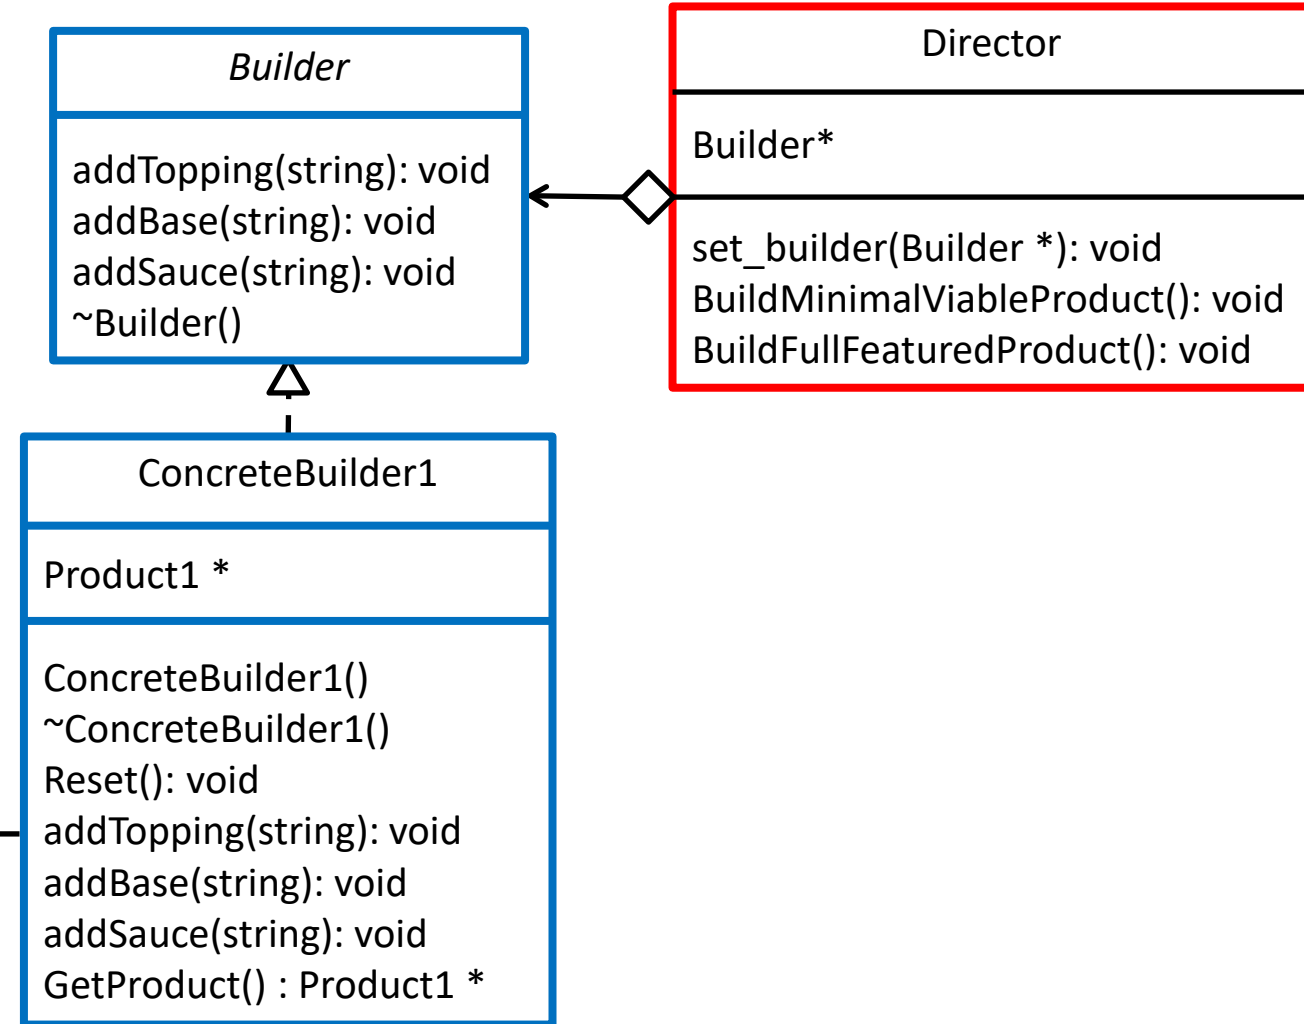 Builder
addTopping(string): void
addBase(string): void
addSauce(string): void
~Builder()
Director
Builder*
set_builder(Builder *): void
BuildMinimalViableProduct(): void
BuildFullFeaturedProduct(): void
ConcreteBuilder1
Product1 *
ConcreteBuilder1()
~ConcreteBuilder1()
Reset(): void
addTopping(string): void
addBase(string): void
addSauce(string): void
GetProduct() : Product1 *